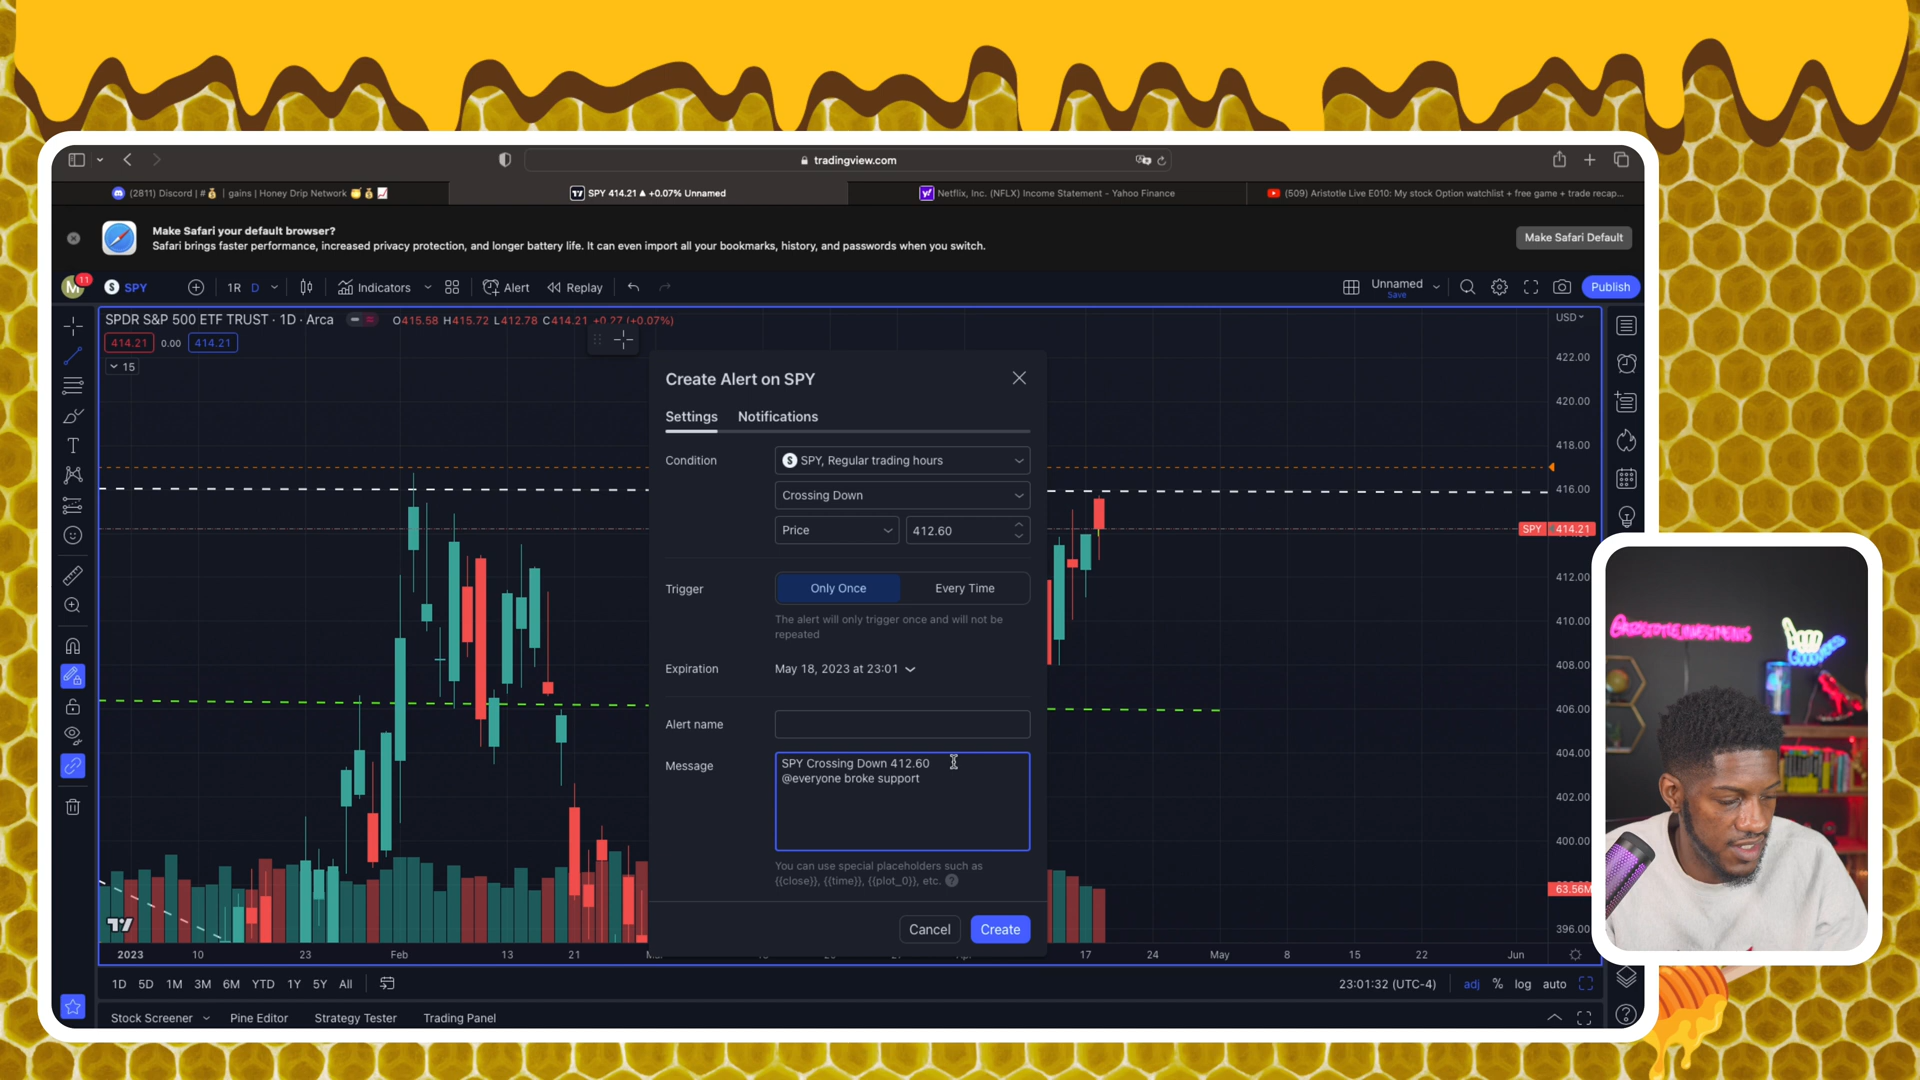 tradingview.com
(2811) Discord | #💰 | gains | Honey Drip Network 🍯💰📈
SPY 414.21 ▲ +0.07% Unnamed
Netflix, Inc. (NFLX) Income Statement - Yahoo Finance
(509) Aristotle Live E010: My stock Option watchlist + free game + trade recap...
Make Safari your default browser?
Safari brings faster performance, increased privacy protection, and longer battery life. It can even import all your bookmarks, history, and passwords when you switch.
Make Safari Default
M
11
S SPY
1R
D
Indicators
Alert
Replay
Unnamed
Save
Publish
SPDR S&P 500 ETF TRUST · 1D · Arca
O415.58 H415.72 L412.78 C414.21 +0.27 (+0.07%)
USD
414.21
0.00
414.21
15
Create Alert on SPY
Settings
Notifications
Condition
SPY, Regular trading hours
Crossing Down
Price
412.60
Trigger
Only Once
Every Time
The alert will only trigger once and will not be
repeated
Expiration
May 18, 2023 at 23:01
Alert name
Message
SPY Crossing Down 412.60
@everyone broke support
You can use special placeholders such as
{{close}}, {{time}}, {{plot_0}}, etc.
Cancel
Create
422.00
420.00
418.00
416.00
SPY 414.21
412.00
410.00
408.00
406.00
404.00
402.00
400.00
63.56M
396.00
2023
10
23
Feb
13
21
17
24
May
8
15
22
Jun
1D
5D
1M
3M
6M
YTD
1Y
5Y
All
23:01:32 (UTC-4)
adj
%
log
auto
Stock Screener
Pine Editor
Strategy Tester
Trading Panel